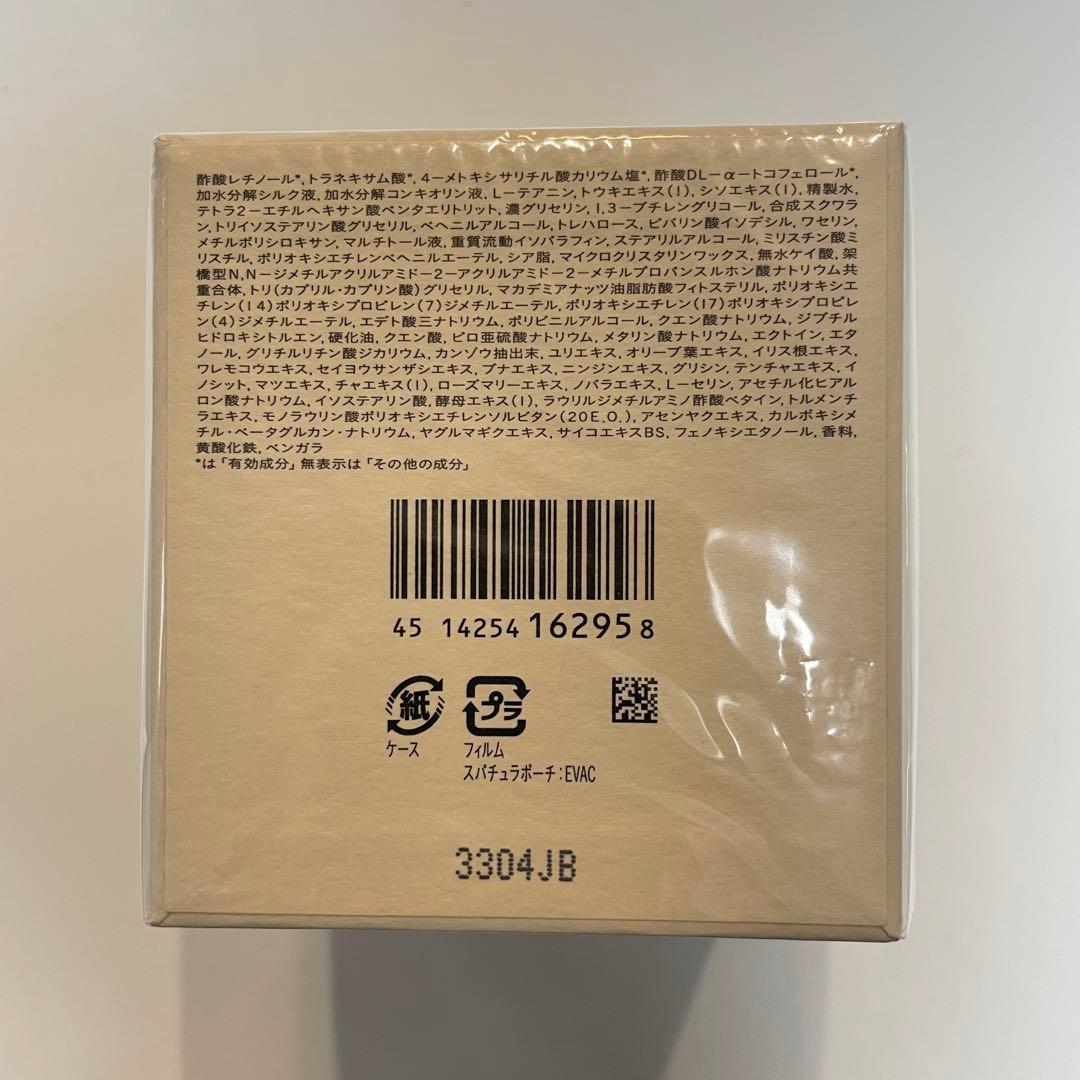 酢酸レチノール*,トラネキサム酸*,4ーメトキシサリチル酸カリウム塩*,酢酸DLーαートコフェロール*,
加水分解シルク液,加水分解コンキオリン液,Lーテアニン,トウキエキス(1),シソエキス(1),精製水,
テトラ2ーエチルヘキサン酸ペンタエリトリット,濃グリセリン,1,3ーブチレングリコール,合成スクワラ
ン,トリイソステアリン酸グリセリル,ベヘニルアルコール,トレハロース,ピバリン酸イソデシル,ワセリン,
メチルポリシロキサン,マルチトール液,重質流動イソパラフィン,ステアリルアルコール,ミリスチン酸ミ
リスチル,ポリオキシエチレンベヘニルエーテル,シア脂,マイクロクリスタリンワックス,無水ケイ酸,架
橋型N,Nージメチルアクリルアミドー2ーアクリルアミドー2ーメチルプロパンスルホン酸ナトリウム共
重合体,トリ(カプリル・カプリン酸)グリセリル,マカデミアナッツ油脂肪酸フィトステリル,ポリオキシエ
チレン(14)ポリオキシプロピレン(7)ジメチルエーテル,ポリオキシエチレン(17)ポリオキシプロピレ
ン(4)ジメチルエーテル,エデト酸三ナトリウム,ポリビニルアルコール,クエン酸ナトリウム,ジブチル
ヒドロキシトルエン,硬化油,クエン酸,ピロ亜硫酸ナトリウム,メタリン酸ナトリウム,エクトイン,エタ
ノール,グリチルリチン酸ジカリウム,カンゾウ抽出末,ユリエキス,オリーブ葉エキス,イリス根エキス,
ワレモコウエキス,セイヨウサンザシエキス,ブナエキス,ニンジンエキス,グリシン,テンチャエキス,イ
ノシット,マツエキス,チャエキス(1),ローズマリーエキス,ノバラエキス,Lーセリン,アセチル化ヒアル
ロン酸ナトリウム,イソステアリン酸,酵母エキス(1),ラウリルジメチルアミノ酢酸ベタイン,トルメンチ
ラエキス,モノラウリン酸ポリオキシエチレンソルビタン(20E.O.),アセンヤクエキス,カルボキシメ
チル・ベータグルカン・ナトリウム,ヤグルマギクエキス,サイコエキスBS,フェノキシエタノール,香料,
黄酸化鉄,ベンガラ
*は「有効成分」無表示は「その他の成分」
45 14254 16295 8
紙 プラ
ケース フィルム
スパチュラポーチ:EVAC
3304JB